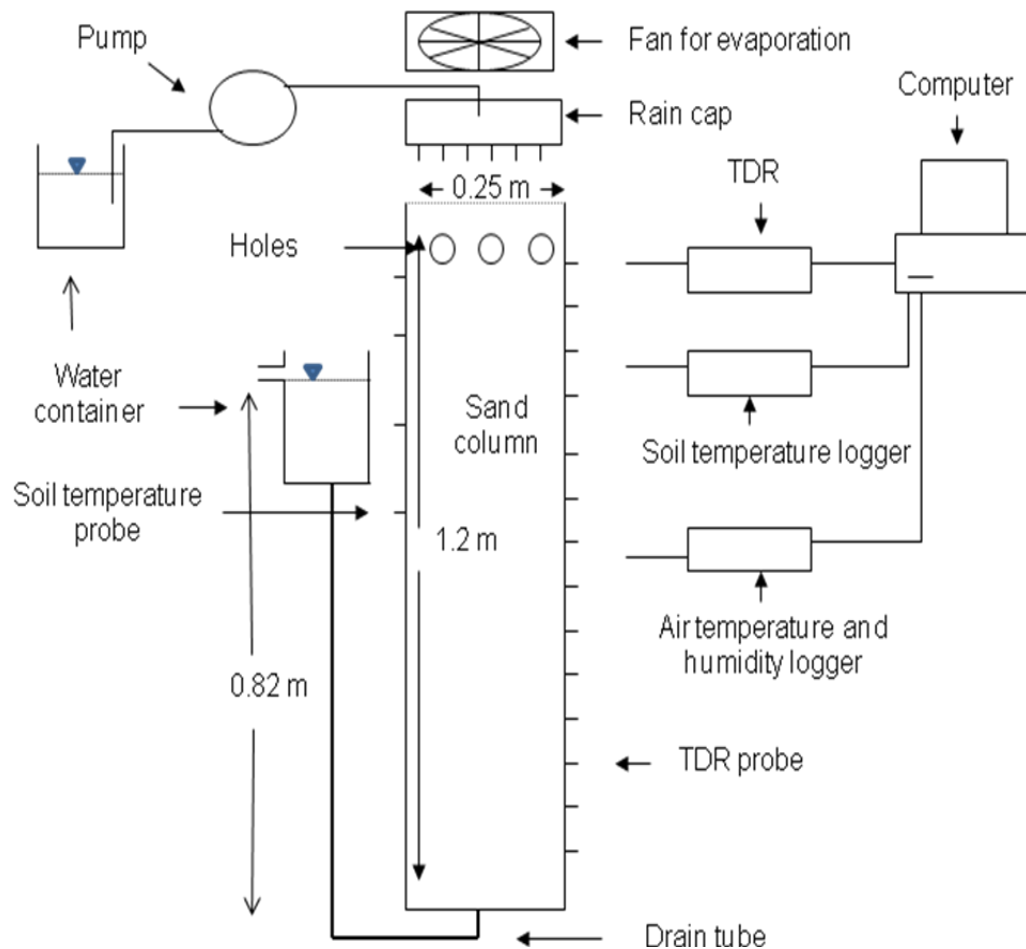 Pump
Fan for evaporation
Rain cap
Computer
0.25 m
TDR
Holes
Water
container
Sand
column
Soil temperature logger
Soil temperature
probe
1.2 m
Air temperature and
humidity logger
0.82 m
TDR probe
Drain tube